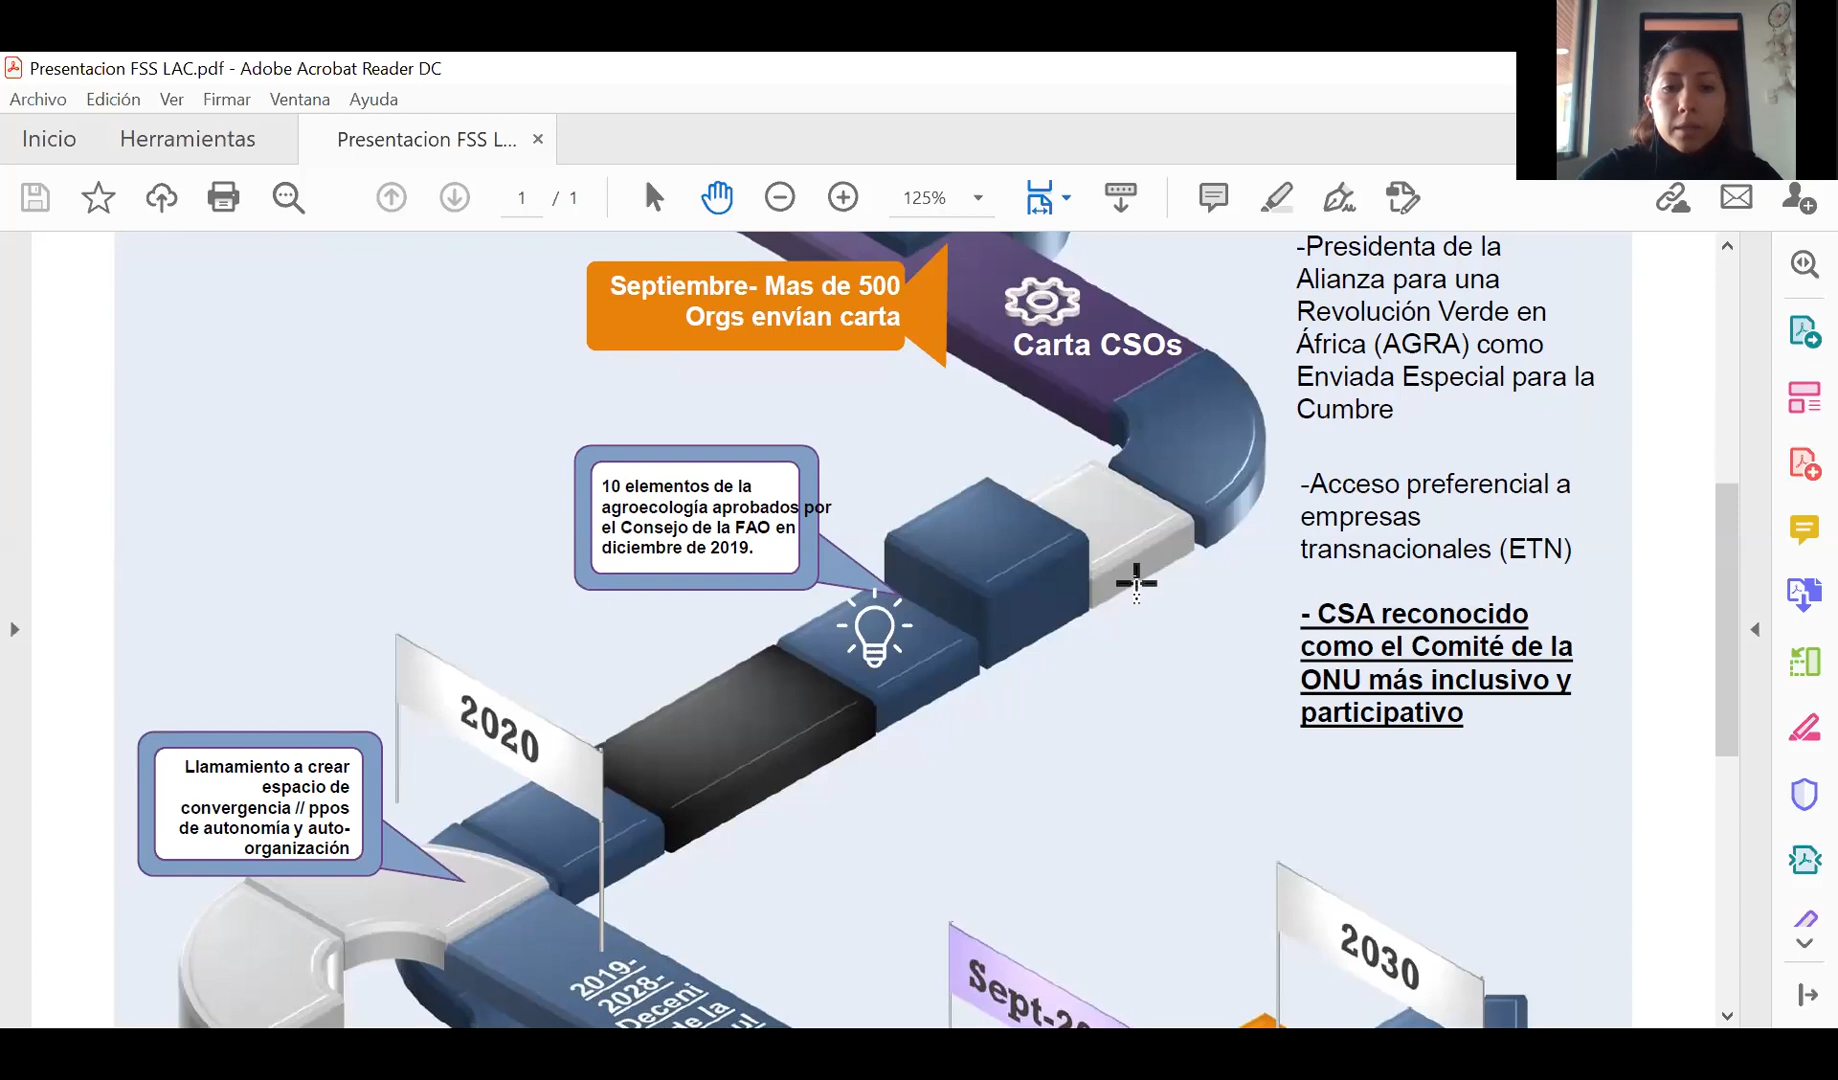 Presentacion FSS LAC.pdf - Adobe Acrobat Reader DC
Archivo Edición Ver Firmar Ventana Ayuda
Inicio Herramientas Presentacion FSS L... ×
1 / 1 125%
Septiembre- Mas de 500
Orgs envían carta
Carta CSOs
-Presidenta de la
Alianza para una
Revolución Verde en
África (AGRA) como
Enviada Especial para la
Cumbre
-Acceso preferencial a
empresas
transnacionales (ETN)
- CSA reconocido
como el Comité de la
ONU más inclusivo y
participativo
10 elementos de la
agroecología aprobados por
el Consejo de la FAO en
diciembre de 2019.
2020
Llamamiento a crear
espacio de
convergencia // ppos
de autonomía y auto-
organización
2019-
2028-
Deceni
de la
Sept-
2030